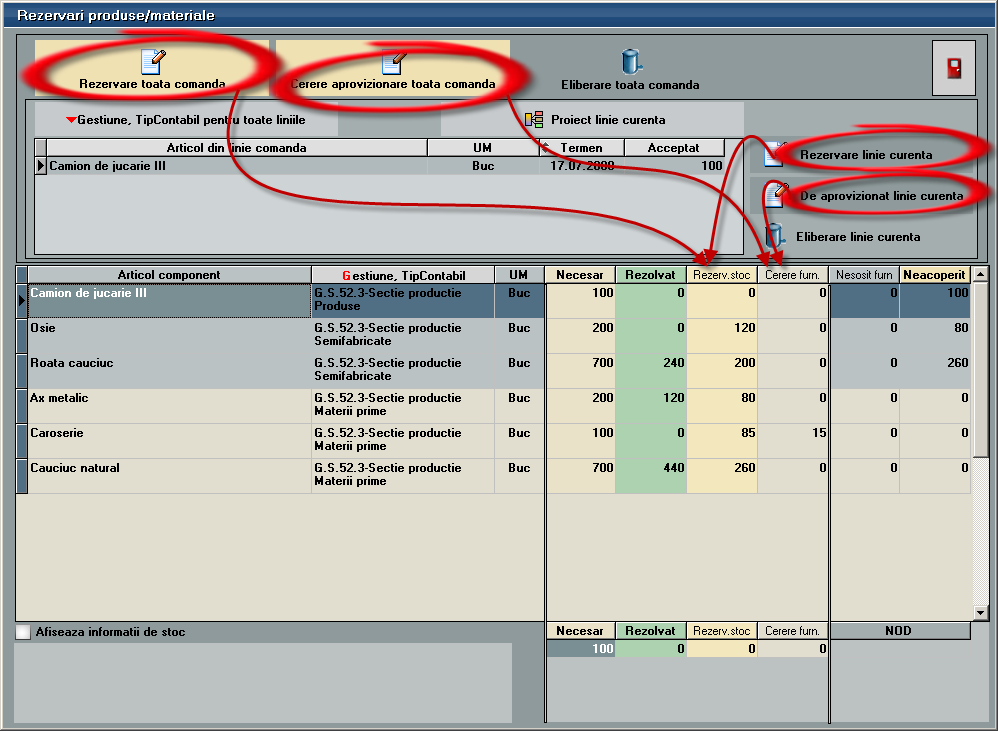 Rezervari produse/materiale
Rezervare toata comanda
Cerere aprovizionare toata comanda
Eliberare toata comanda
Gestiune, TipContabil pentru toate liniile
Proiect linie curenta
Articol din linie comanda UM Termen Acceptat
Camion de jucarie III Buc 17.07.2008 100
Rezervare linie curenta
De aprovizionat linie curenta
Eliberare linie curenta
Articol component Gestiune, TipContabil UM Necesar Rezolvat Rezerv.stoc Cerere furn. Nesosit furn Neacoperit
Camion de jucarie III G.S.52.3-Sectie productie Buc 100 0 0 0 0 100
Produse
Osie G.S.52.3-Sectie productie Buc 200 0 120 0 0 80
Semifabricate
Roata cauciuc G.S.52.3-Sectie productie Buc 700 240 200 0 0 260
Semifabricate
Ax metalic G.S.52.3-Sectie productie Buc 200 120 80 0 0 0
Materii prime
Caroserie G.S.52.3-Sectie productie Buc 100 0 85 15 0 0
Materii prime
Cauciuc natural G.S.52.3-Sectie productie Buc 700 440 260 0 0 0
Materii prime
Afiseaza informatii de stoc
Necesar Rezolvat Rezerv.stoc Cerere furn. NOD
100 0 0 0